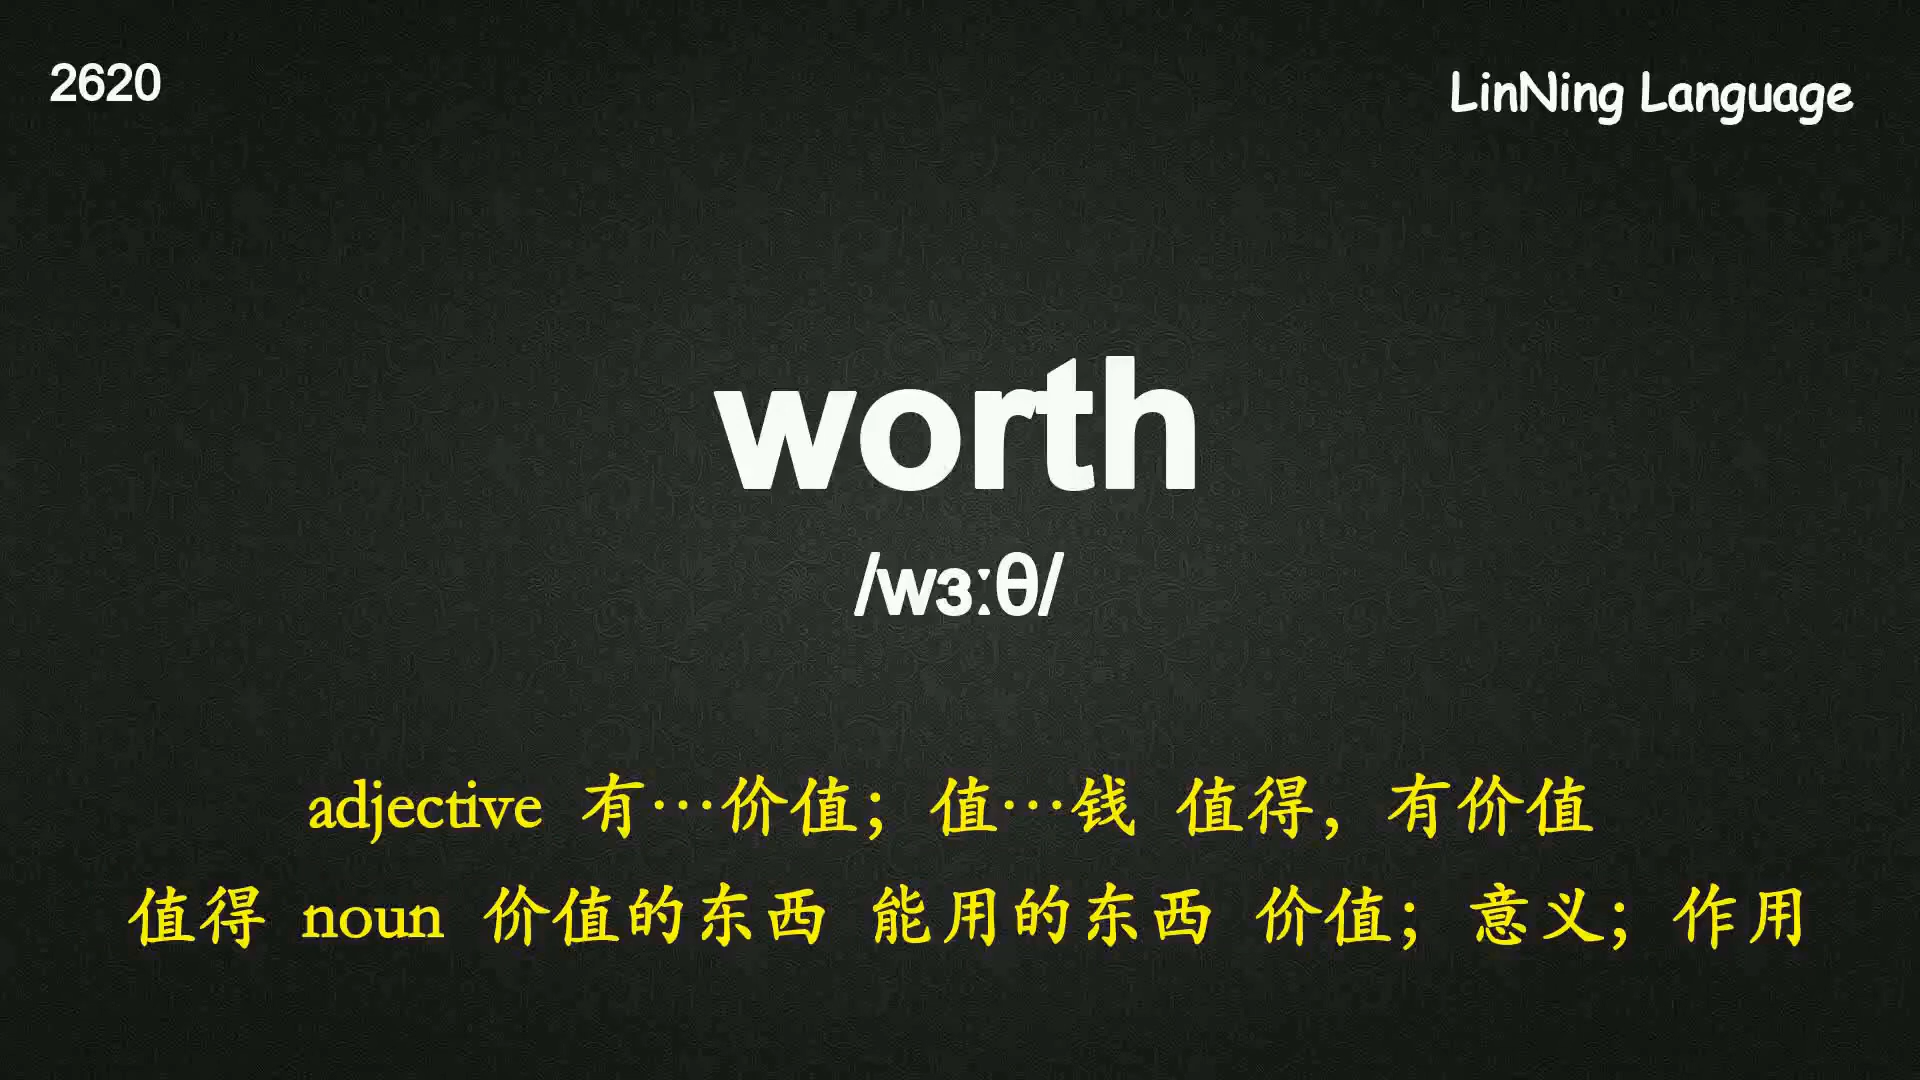 2620
LinNing Language
worth
/wɜːθ/
adjective 有…价值；值…钱 值得，有价值
值得 noun 价值的东西 能用的东西 价值；意义；作用